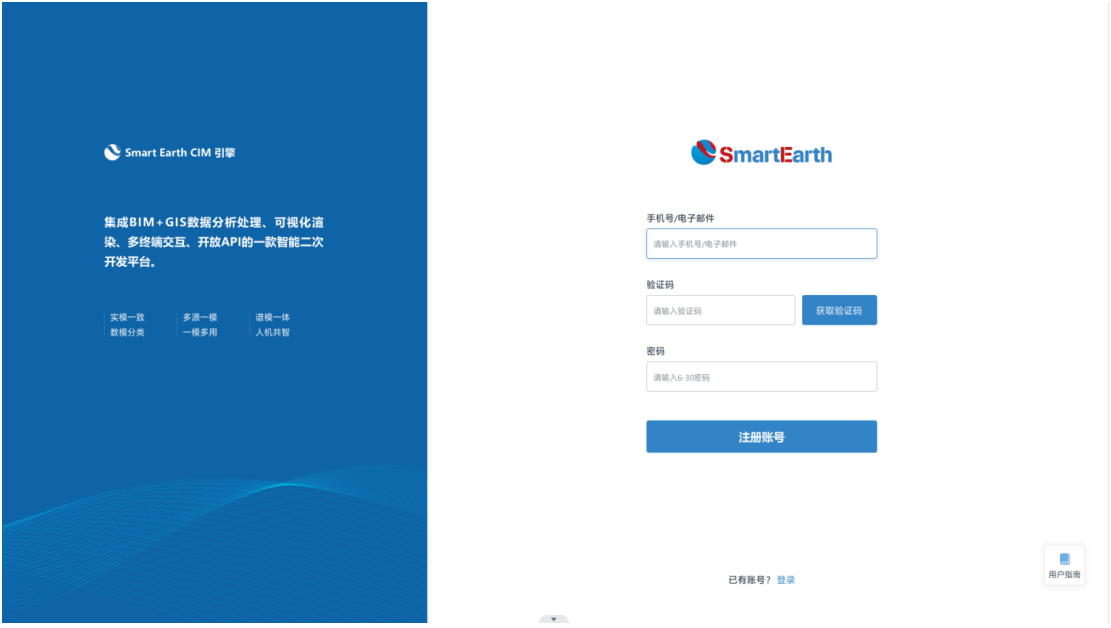 Smart Earth CIM 引擎
集成BIM+GIS数据分析处理、可视化渲
染、多终端交互、开放API的一款智能二次
开发平台。
实模一致
数模分类
多源一模
一模多用
谱模一体
人机共智
SmartEarth
手机号/电子邮件
请输入手机号/电子邮件
验证码
请输入验证码
获取验证码
密码
请输入6-30密码
注册账号
已有账号？ 登录
用户指南